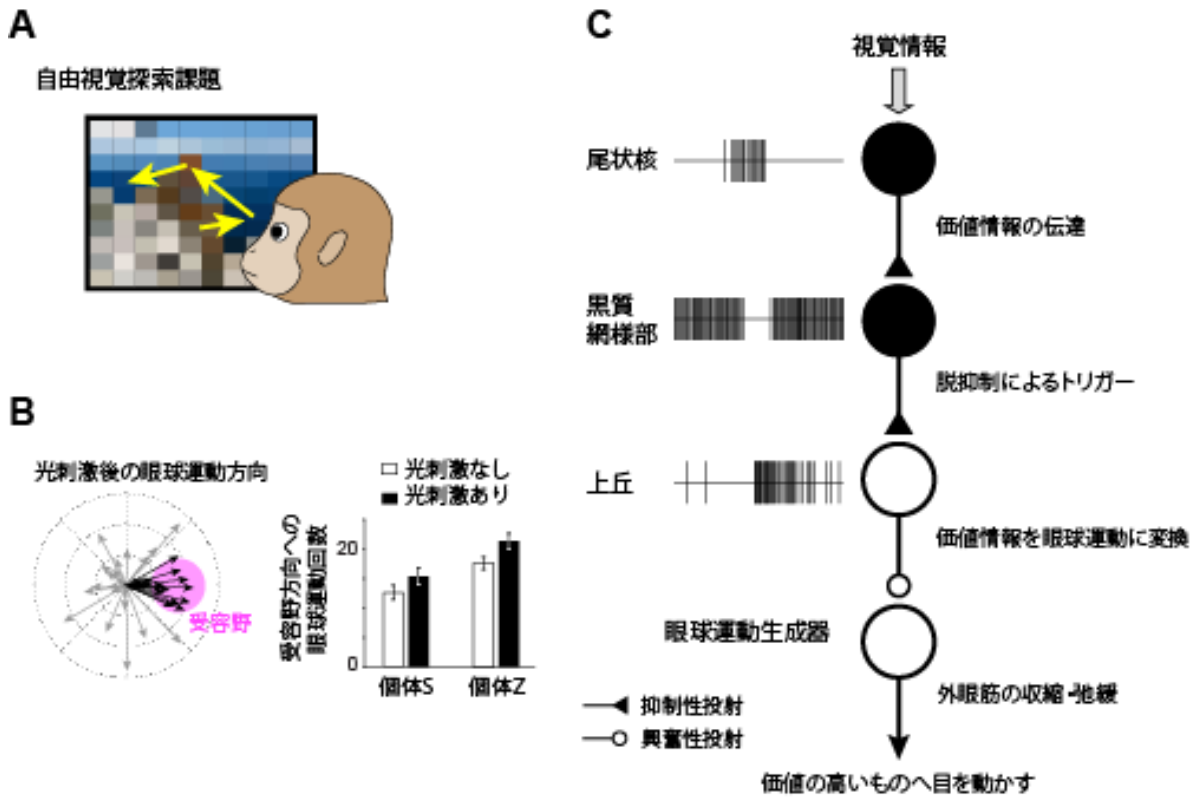 A
自由視覚探索課題
B
光刺激後の眼球運動方向
受容野
光刺激なし
光刺激あり
受容野方向への
眼球運動回数
20
0
個体S
個体Z
C
視覚情報
尾状核
価値情報の伝達
黒質
網様部
脱抑制によるトリガー
上丘
価値情報を眼球運動に変換
眼球運動生成器
外眼筋の収縮・弛緩
抑制性投射
興奮性投射
価値の高いものへ目を動かす